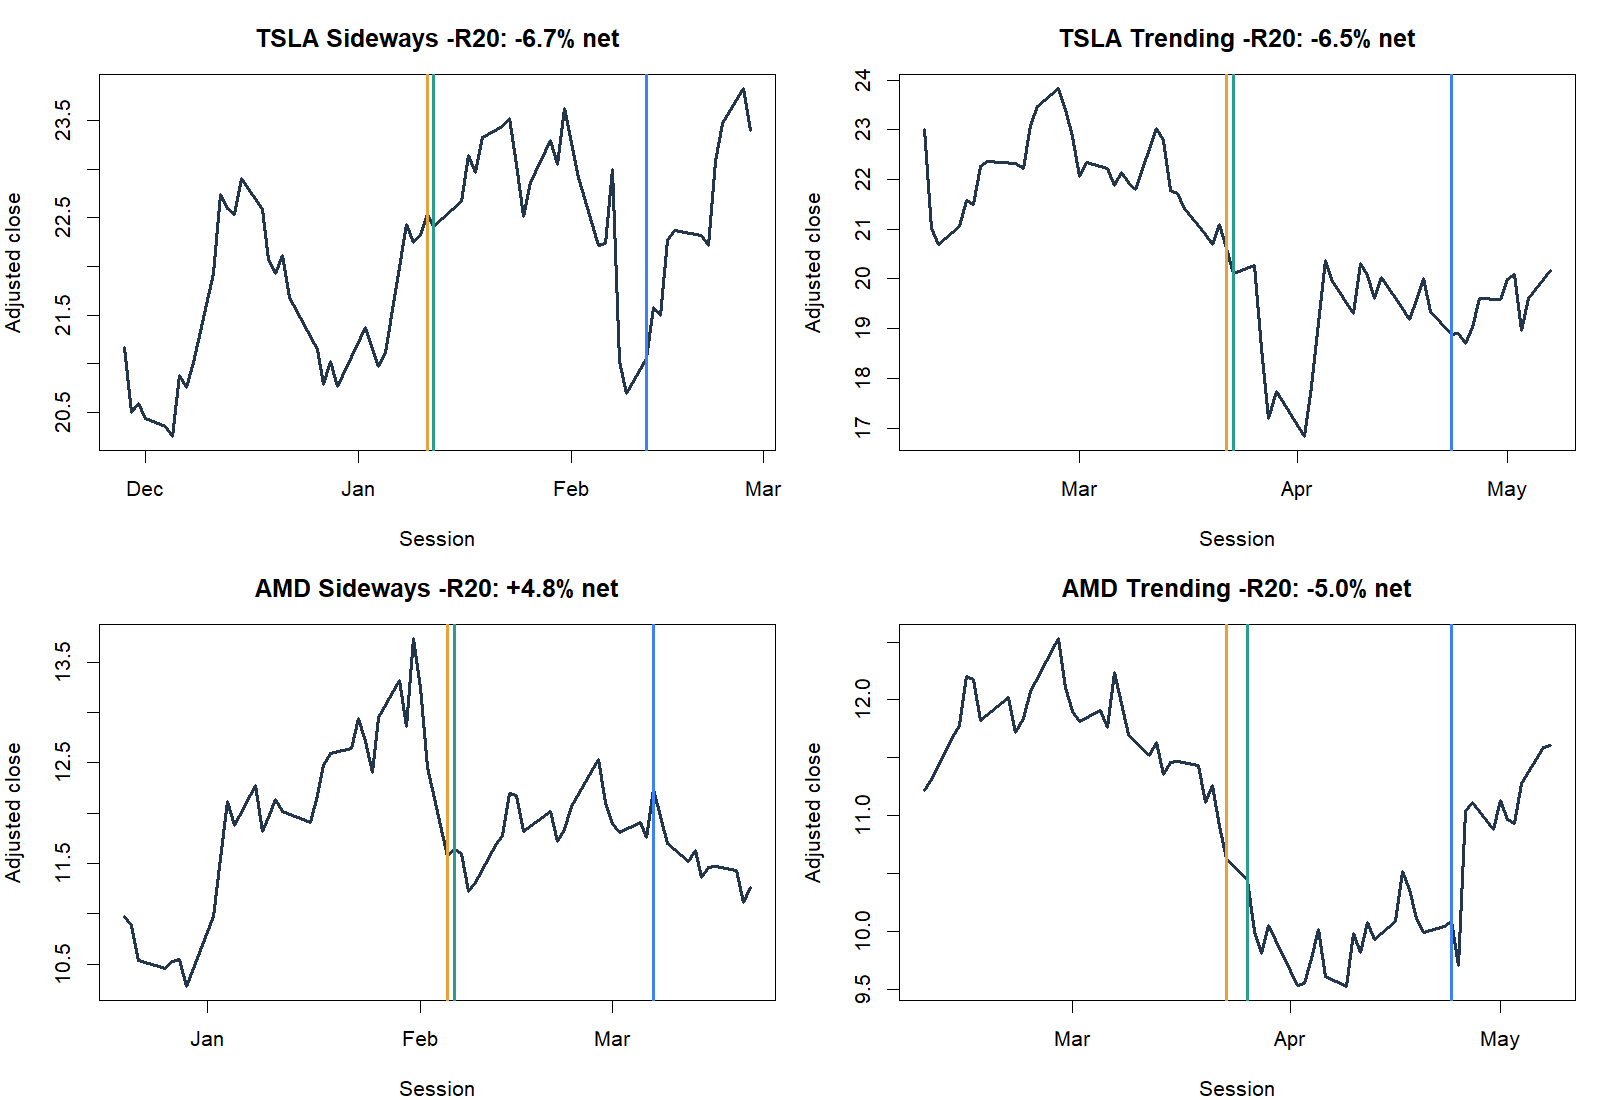 TSLA Sideways -R20: -6.7% net
Adjusted close
23.5
22.5
21.5
20.5
Dec Jan Feb Mar
Session
TSLA Trending -R20: -6.5% net
Adjusted close
24
23
22
21
20
19
18
17
Mar Apr May
Session
AMD Sideways -R20: +4.8% net
Adjusted close
13.5
12.5
11.5
10.5
Jan Feb Mar
Session
AMD Trending -R20: -5.0% net
Adjusted close
12.0
11.0
10.0
9.5
Mar Apr May
Session